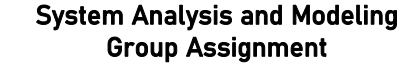 System Analysis and Modeling
Group Assignment